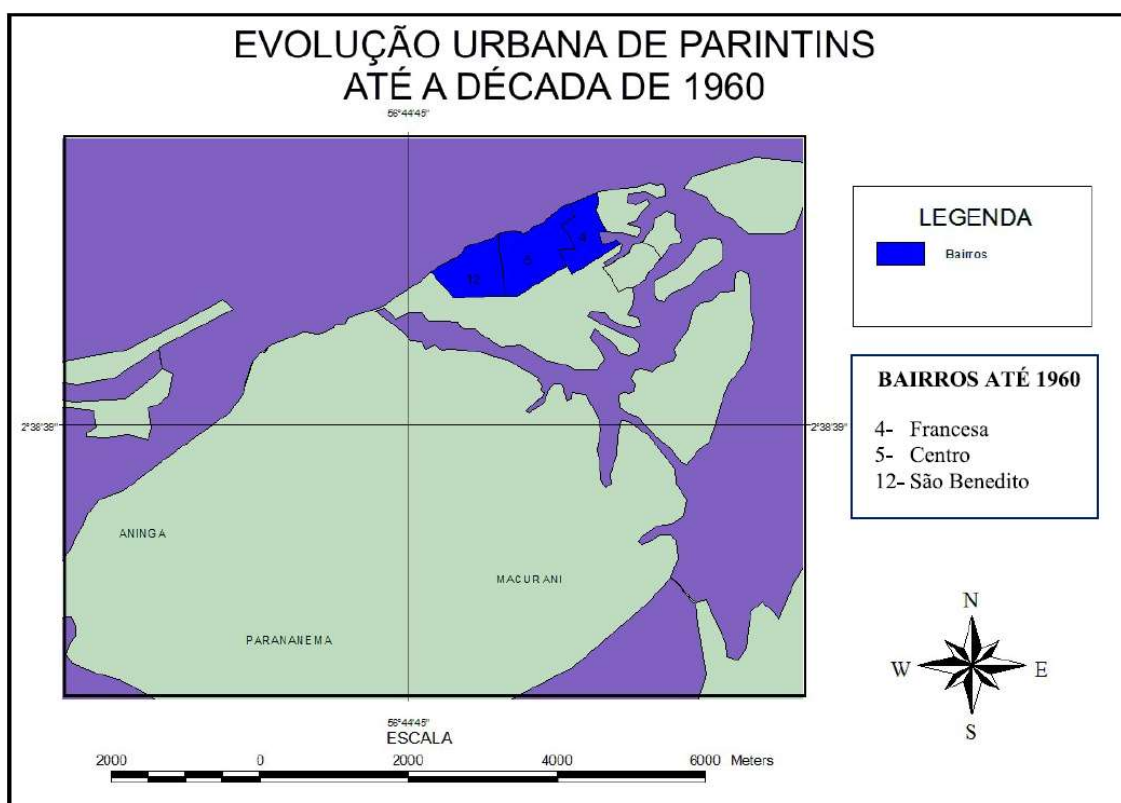 EVOLUÇÃO URBANA DE PARINTINS
ATÉ A DÉCADA DE 1960
56°44'45"
LEGENDA
Bairros
4
5
12
BAIRROS ATÉ 1960
4- Francesa
5- Centro
12- São Benedito
2°38'39"
2°38'39"
ANINGA
MACURANI
PARANANEMA
N
W
E
S
56°44'45"
ESCALA
2000 0 2000 4000 6000 Meters